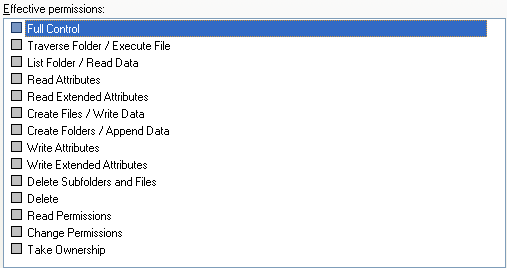 Effective permissions:
Full Control
Traverse Folder / Execute File
List Folder / Read Data
Read Attributes
Read Extended Attributes
Create Files / Write Data
Create Folders / Append Data
Write Attributes
Write Extended Attributes
Delete Subfolders and Files
Delete
Read Permissions
Change Permissions
Take Ownership